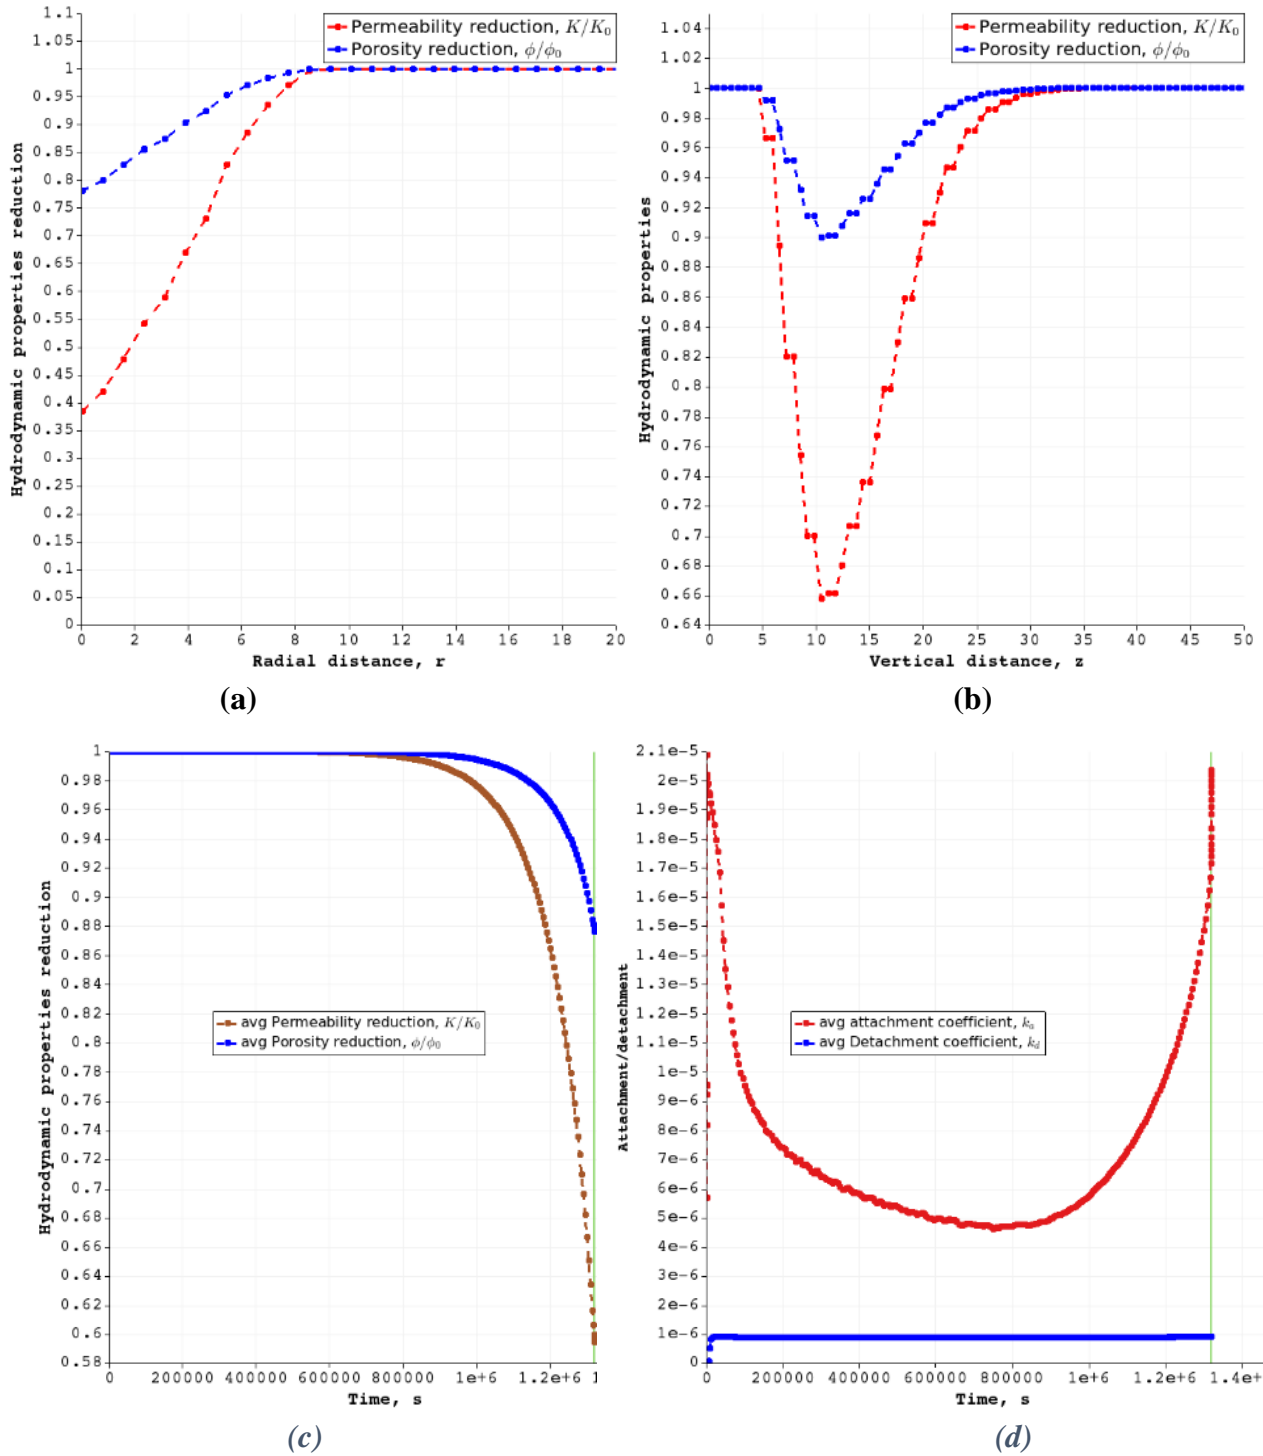 Permeability reduction, K/K₀
Porosity reduction, ϕ/ϕ₀
1.1
1.05
1
0.95
0.9
0.85
0.8
0.75
0.7
0.65
0.6
0.55
0.5
0.45
0.4
0.35
0.3
0.25
0.2
0.15
0.1
0.05
0
Hydrodynamic properties reduction
0 2 4 6 8 10 12 14 16 18 20
Radial distance, r
(a)
Permeability reduction, K/K₀
Porosity reduction, ϕ/ϕ₀
1.04
1.02
1
0.98
0.96
0.94
0.92
0.9
0.88
0.86
0.84
0.82
0.8
0.78
0.76
0.74
0.72
0.7
0.68
0.66
0.64
Hydrodynamic properties
0 5 10 15 20 25 30 35 40 45 50
Vertical distance, z
(b)
1
0.98
0.96
0.94
0.92
0.9
0.88
0.86
0.84
0.82
0.8
0.78
0.76
0.74
0.72
0.7
0.68
0.66
0.64
0.62
0.6
0.58
Hydrodynamic properties reduction
avg Permeability reduction, K/K₀
avg Porosity reduction, ϕ/ϕ₀
0 200000 400000 600000 800000 1e+6 1.2e+6 1
Time, s
(c)
2.1e-5
2e-5
1.9e-5
1.8e-5
1.7e-5
1.6e-5
1.5e-5
1.4e-5
1.3e-5
1.2e-5
1.1e-5
1e-5
9e-6
8e-6
7e-6
6e-6
5e-6
4e-6
3e-6
2e-6
1e-6
0
Attachment/detachment
avg attachment coefficient, kₐ
avg Detachment coefficient, k_d
0 200000 400000 600000 800000 1e+6 1.2e+6 1.4e+
Time, s
(d)